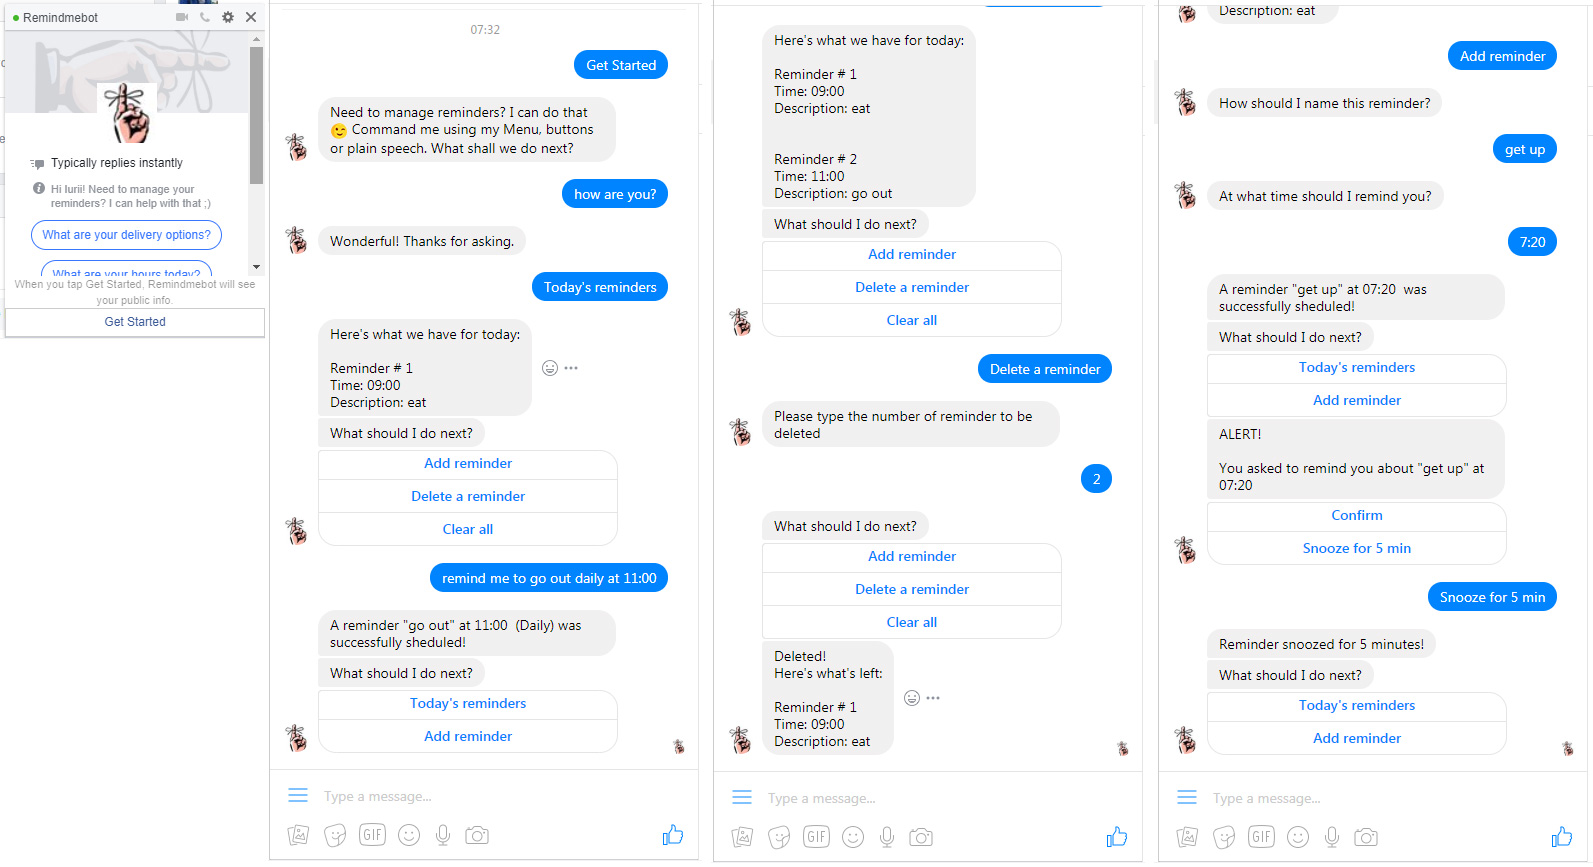 Remindmebot
Typically replies instantly
Hi Iurii! Need to manage your
reminders? I can help with that ;)
What are your delivery options?
What are your hours today?
When you tap Get Started, Remindmebot will see
your public info.
Get Started
07:32
Get Started
Need to manage reminders? I can do that
😉 Command me using my Menu, buttons
or plain speech. What shall we do next?
how are you?
Wonderful! Thanks for asking.
Today's reminders
Here's what we have for today:
Reminder # 1
Time: 09:00
Description: eat
What should I do next?
Add reminder
Delete a reminder
Clear all
remind me to go out daily at 11:00
A reminder "go out" at 11:00  (Daily) was
successfully sheduled!
What should I do next?
Today's reminders
Add reminder
Type a message...
GIF
Here's what we have for today:
Reminder # 1
Time: 09:00
Description: eat
Reminder # 2
Time: 11:00
Description: go out
What should I do next?
Add reminder
Delete a reminder
Clear all
Delete a reminder
Please type the number of reminder to be
deleted
2
What should I do next?
Add reminder
Delete a reminder
Clear all
Deleted!
Here's what's left:
Reminder # 1
Time: 09:00
Description: eat
Type a message...
GIF
Description: eat
Add reminder
How should I name this reminder?
get up
At what time should I remind you?
7:20
A reminder "get up" at 07:20  was
successfully sheduled!
What should I do next?
Today's reminders
Add reminder
ALERT!
You asked to remind you about "get up" at
07:20
Confirm
Snooze for 5 min
Snooze for 5 min
Reminder snoozed for 5 minutes!
What should I do next?
Today's reminders
Add reminder
Type a message...
GIF